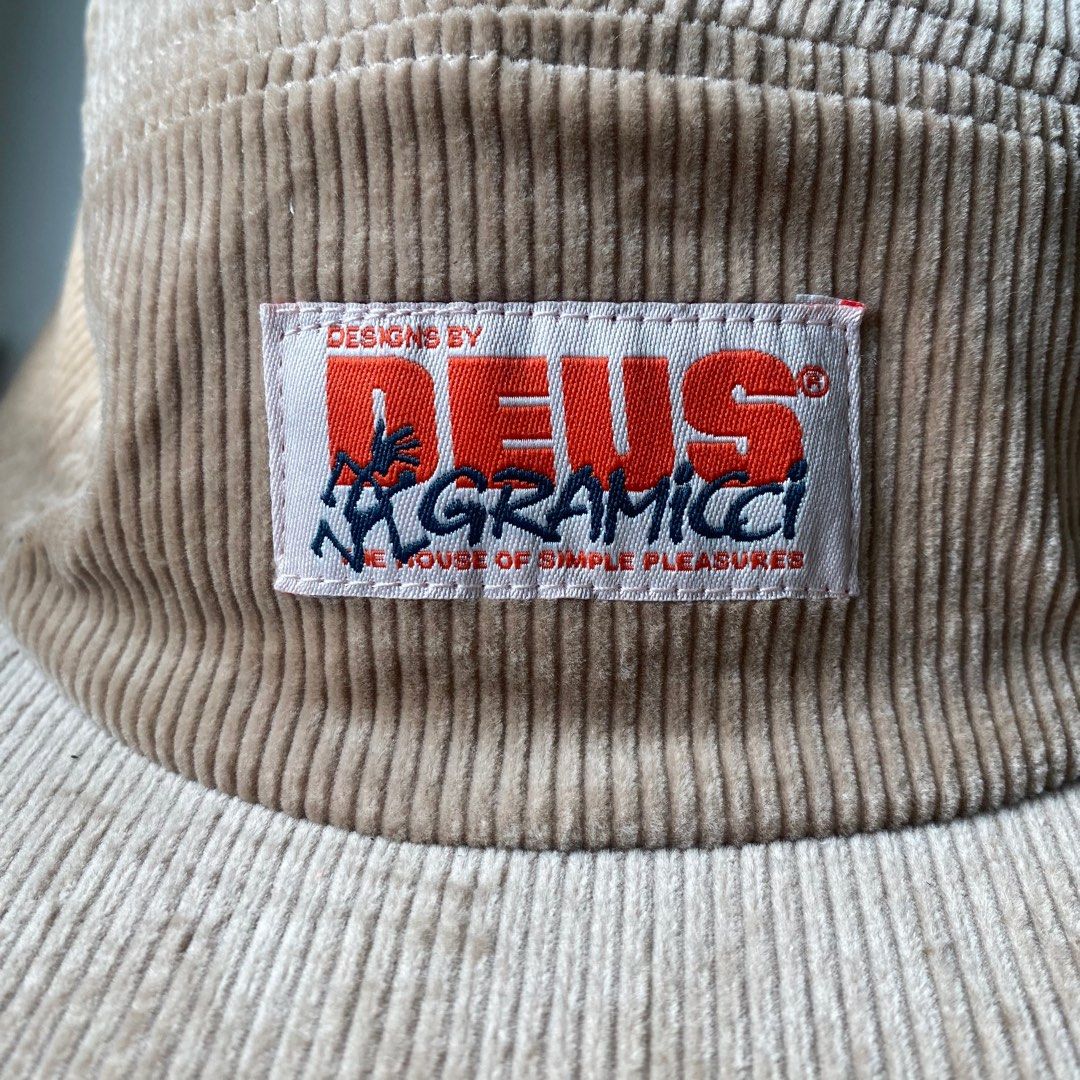 DESIGNS BY
DEUS®
GRAMiCCi
HOUSE OF SIMPLE PLEASURES